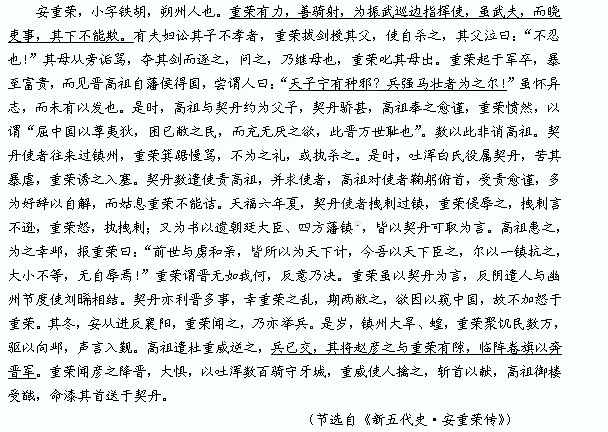 安重荣，小字铁胡，朔州人也。重荣有力，善骑射，为振武巡边指挥使，虽武夫，而晓
吏事，其下不能欺。有夫妇讼其子不孝者，重荣拔剑授其父，使自杀之，其父泣曰：“不忍
也！”其母从旁诟骂，夺其剑而逐之，问之，乃继母也，重荣叱其母出。重荣起于军卒，暴
至富贵，而见晋高祖自藩侯得国，尝谓人曰：“天子宁有种邪？兵强马壮者为之尔！”虽怀异
志，而未有以发也。是时，高祖与契丹约为父子，契丹骄甚，高祖奉之愈谨，重荣愤然，以
谓“屈中国以尊夷狄，困已敝之民，而充无厌之欲，此晋万世耻也”。数以此非诮高祖。契
丹使者往来过镇州，重荣箕踞慢骂，不为之礼，或执杀之。是时，吐浑白氏役属契丹，苦其
暴虐，重荣诱之入塞。契丹数遣使责高祖，并求使者，高祖对使者鞠躬俯首，受责愈谨，多
为好辞以自解，而姑息重荣不能诘。天福六年夏，契丹使者拽剌过镇，重荣侵辱之，拽剌言
不逊，重荣怒，执拽剌；又为书以遗朝廷大臣、四方藩镇，皆以契丹可取为言。高祖患之，
为之幸邺，报重荣曰：“前世与虏和亲，皆所以为天下计，今吾以天下臣之，尔以一镇抗之，
大小不等，无自辱焉！”重荣谓晋无如我何，反意乃决。重荣虽以契丹为言，反阴遣人与幽
州节度使刘晞相结。契丹亦利晋多事，幸重荣之乱，期两敝之，欲因以窥中国，故不加怒于
重荣。其冬，安从进反襄阳，重荣闻之，乃亦举兵。是岁，镇州大旱、蝗，重荣聚饥民数万，
驱以向邺，声言入觐。高祖遣杜重威逆之，兵已交，其将赵彦之与重荣有隙，临阵卷旗以奔
晋军。重荣闻彦之降晋，大惧，以吐浑数百骑守牙城，重威使人擒之，斩首以献，高祖御楼
受馘，命漆其首送于契丹。
（节选自《新五代史·安重荣传》）